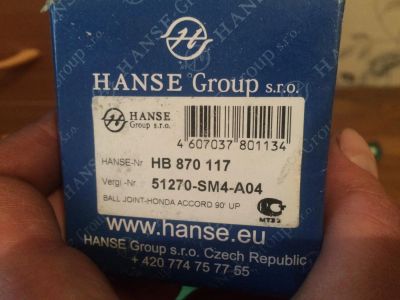 HANSE Group s.r.o.
HANSE
Group s.r.o.
4 607037 801134
HANSE-Nr HB 870 117
Vergl.-Nr 51270-SM4-A04
BALL JOINT-HONDA ACCORD 90' UP
www.hanse.eu
HANSE Group s.r.o. Czech Republic
+ 420 774 75 77 55